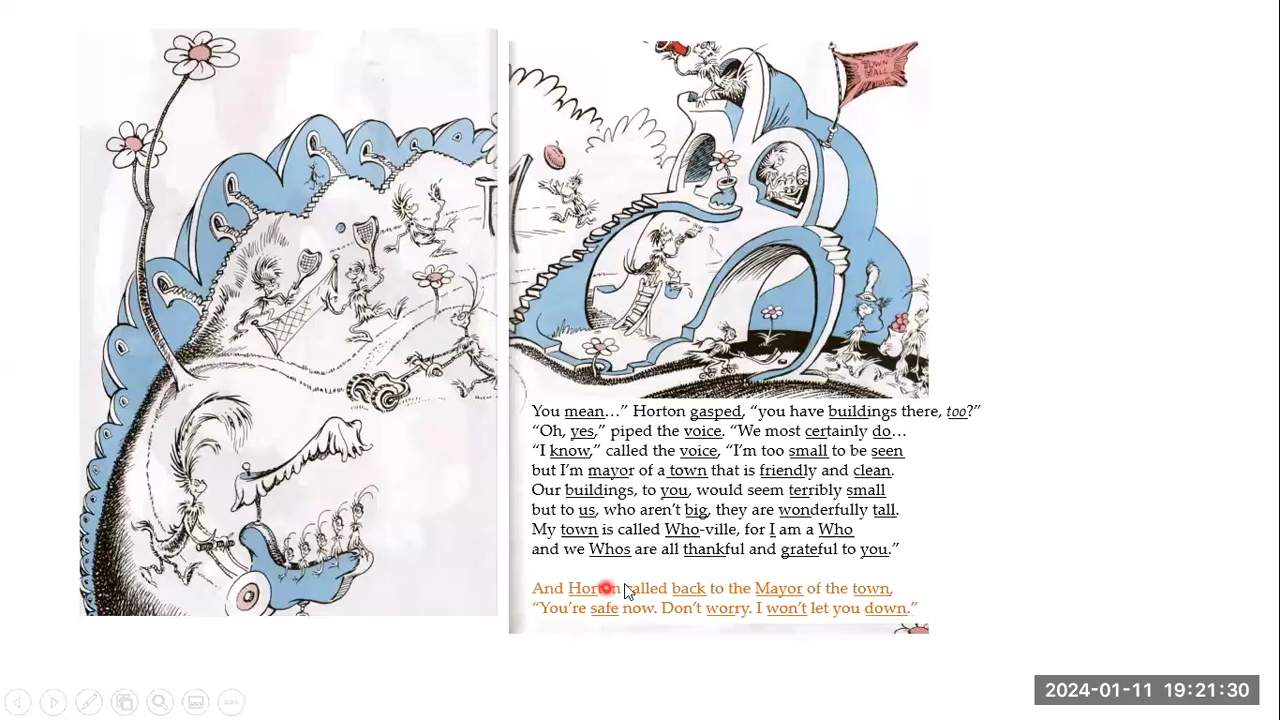 TOWN
HALL
You mean…” Horton gasped, “you have buildings there, too?”
“Oh, yes,” piped the voice. “We most certainly do…
“I know,” called the voice, “I’m too small to be seen
but I’m mayor of a town that is friendly and clean.
Our buildings, to you, would seem terribly small
but to us, who aren’t big, they are wonderfully tall.
My town is called Who-ville, for I am a Who
and we Whos are all thankful and grateful to you.”
And Horton called back to the Mayor of the town,
“You’re safe now. Don’t worry. I won’t let you down.”
2024-01-11 19:21:30